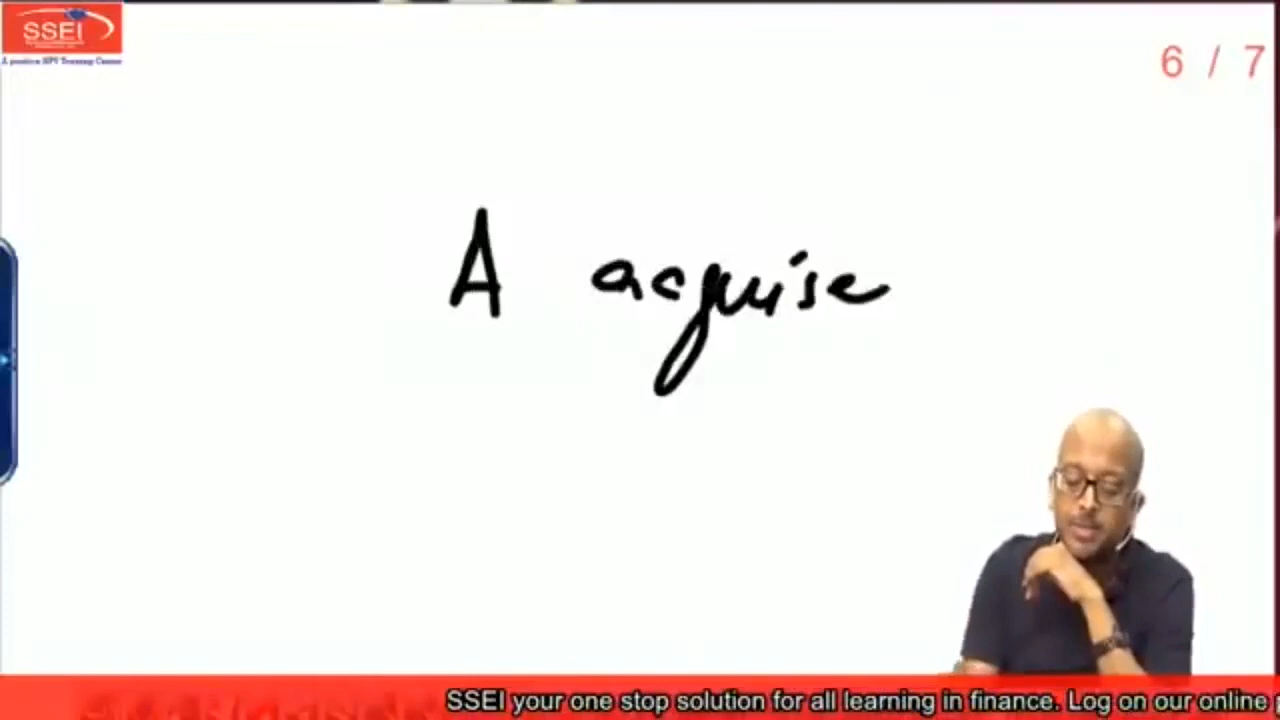 SSEI
6 / 7
A acquise
SSEI your one stop solution for all learning in finance. Log on our online